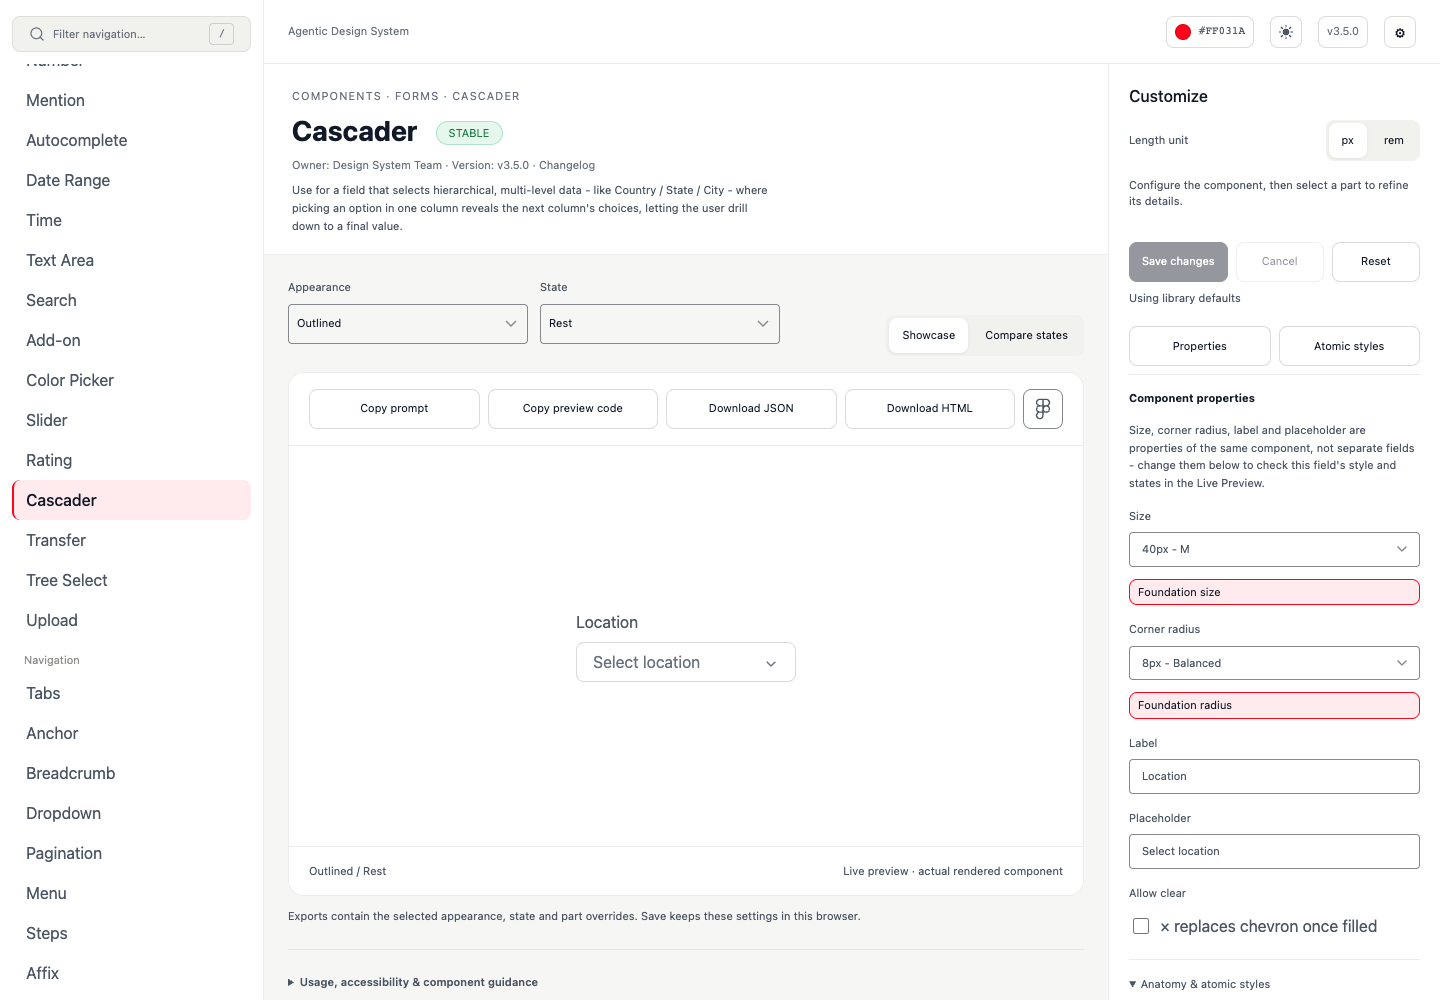 Filter navigation...
/
Number
Mention
Autocomplete
Date Range
Time
Text Area
Search
Add-on
Color Picker
Slider
Rating
Cascader
Transfer
Tree Select
Upload
Navigation
Tabs
Anchor
Breadcrumb
Dropdown
Pagination
Menu
Steps
Affix
Agentic Design System
#FF031A
v3.5.0
COMPONENTS · FORMS · CASCADER
Cascader
STABLE
Owner: Design System Team · Version: v3.5.0 · Changelog
Use for a field that selects hierarchical, multi-level data - like Country / State / City - where
picking an option in one column reveals the next column's choices, letting the user drill
down to a final value.
Appearance
State
Outlined
Rest
Showcase
Compare states
Copy prompt
Copy preview code
Download JSON
Download HTML
Location
Select location
Outlined / Rest
Live preview · actual rendered component
Exports contain the selected appearance, state and part overrides. Save keeps these settings in this browser.
Usage, accessibility & component guidance
Customize
Length unit
px
rem
Configure the component, then select a part to refine
its details.
Save changes
Cancel
Reset
Using library defaults
Properties
Atomic styles
Component properties
Size, corner radius, label and placeholder are
properties of the same component, not separate fields
- change them below to check this field's style and
states in the Live Preview.
Size
40px - M
Foundation size
Corner radius
8px - Balanced
Foundation radius
Label
Location
Placeholder
Select location
Allow clear
× replaces chevron once filled
Anatomy & atomic styles